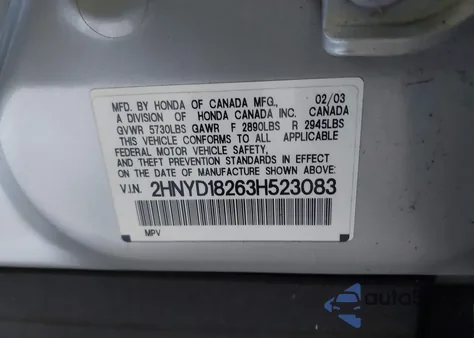 MFD. BY HONDA OF CANADA MFG., 02/03
A DIVISION OF HONDA CANADA INC. CANADA
GVWR 5730LBS GAWR F 2890LBS R 2945LBS
THIS VEHICLE CONFORMS TO ALL APPLICABLE
FEDERAL MOTOR VEHICLE SAFETY,
AND THEFT PREVENTION STANDARDS IN EFFECT
ON THE DATE OF MANUFACTURE SHOWN ABOVE:
V.I.N. 2HNYD18263H523083
MPV